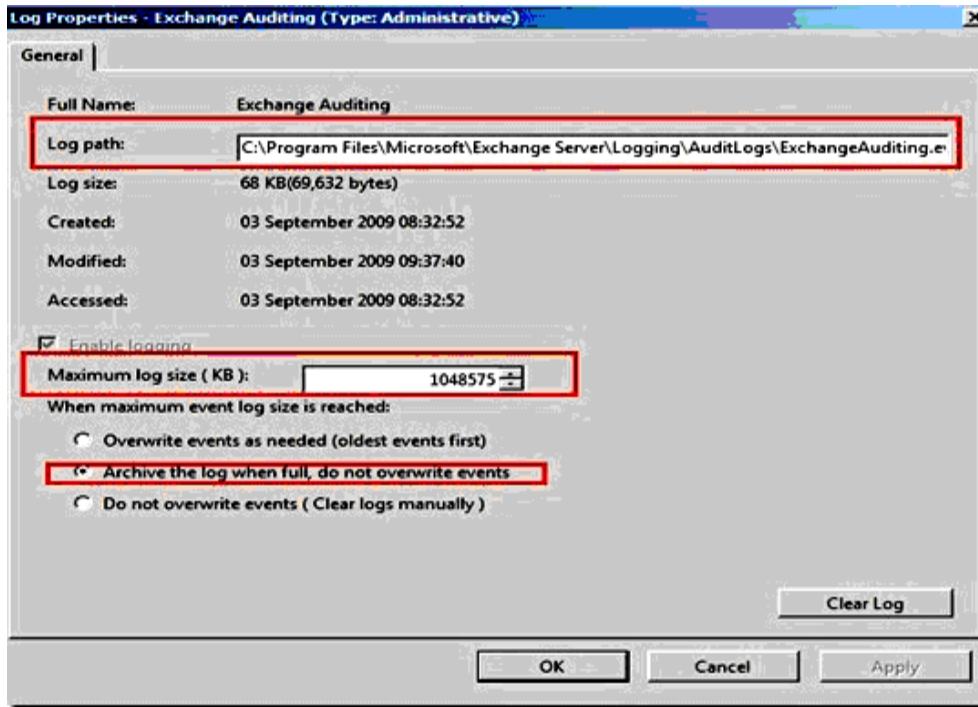 Log Properties - Exchange Auditing (Type: Administrative)
General
Full Name: Exchange Auditing
Log path: C:\Program Files\Microsoft\Exchange Server\Logging\AuditLogs\ExchangeAuditing.e
Log size: 68 KB(69,632 bytes)
Created: 03 September 2009 08:32:52
Modified: 03 September 2009 09:37:40
Accessed: 03 September 2009 08:32:52
Enable logging
Maximum log size ( KB ): 1048575
When maximum event log size is reached:
Overwrite events as needed (oldest events first)
Archive the log when full, do not overwrite events
Do not overwrite events ( Clear logs manually )
Clear Log
OK Cancel Apply